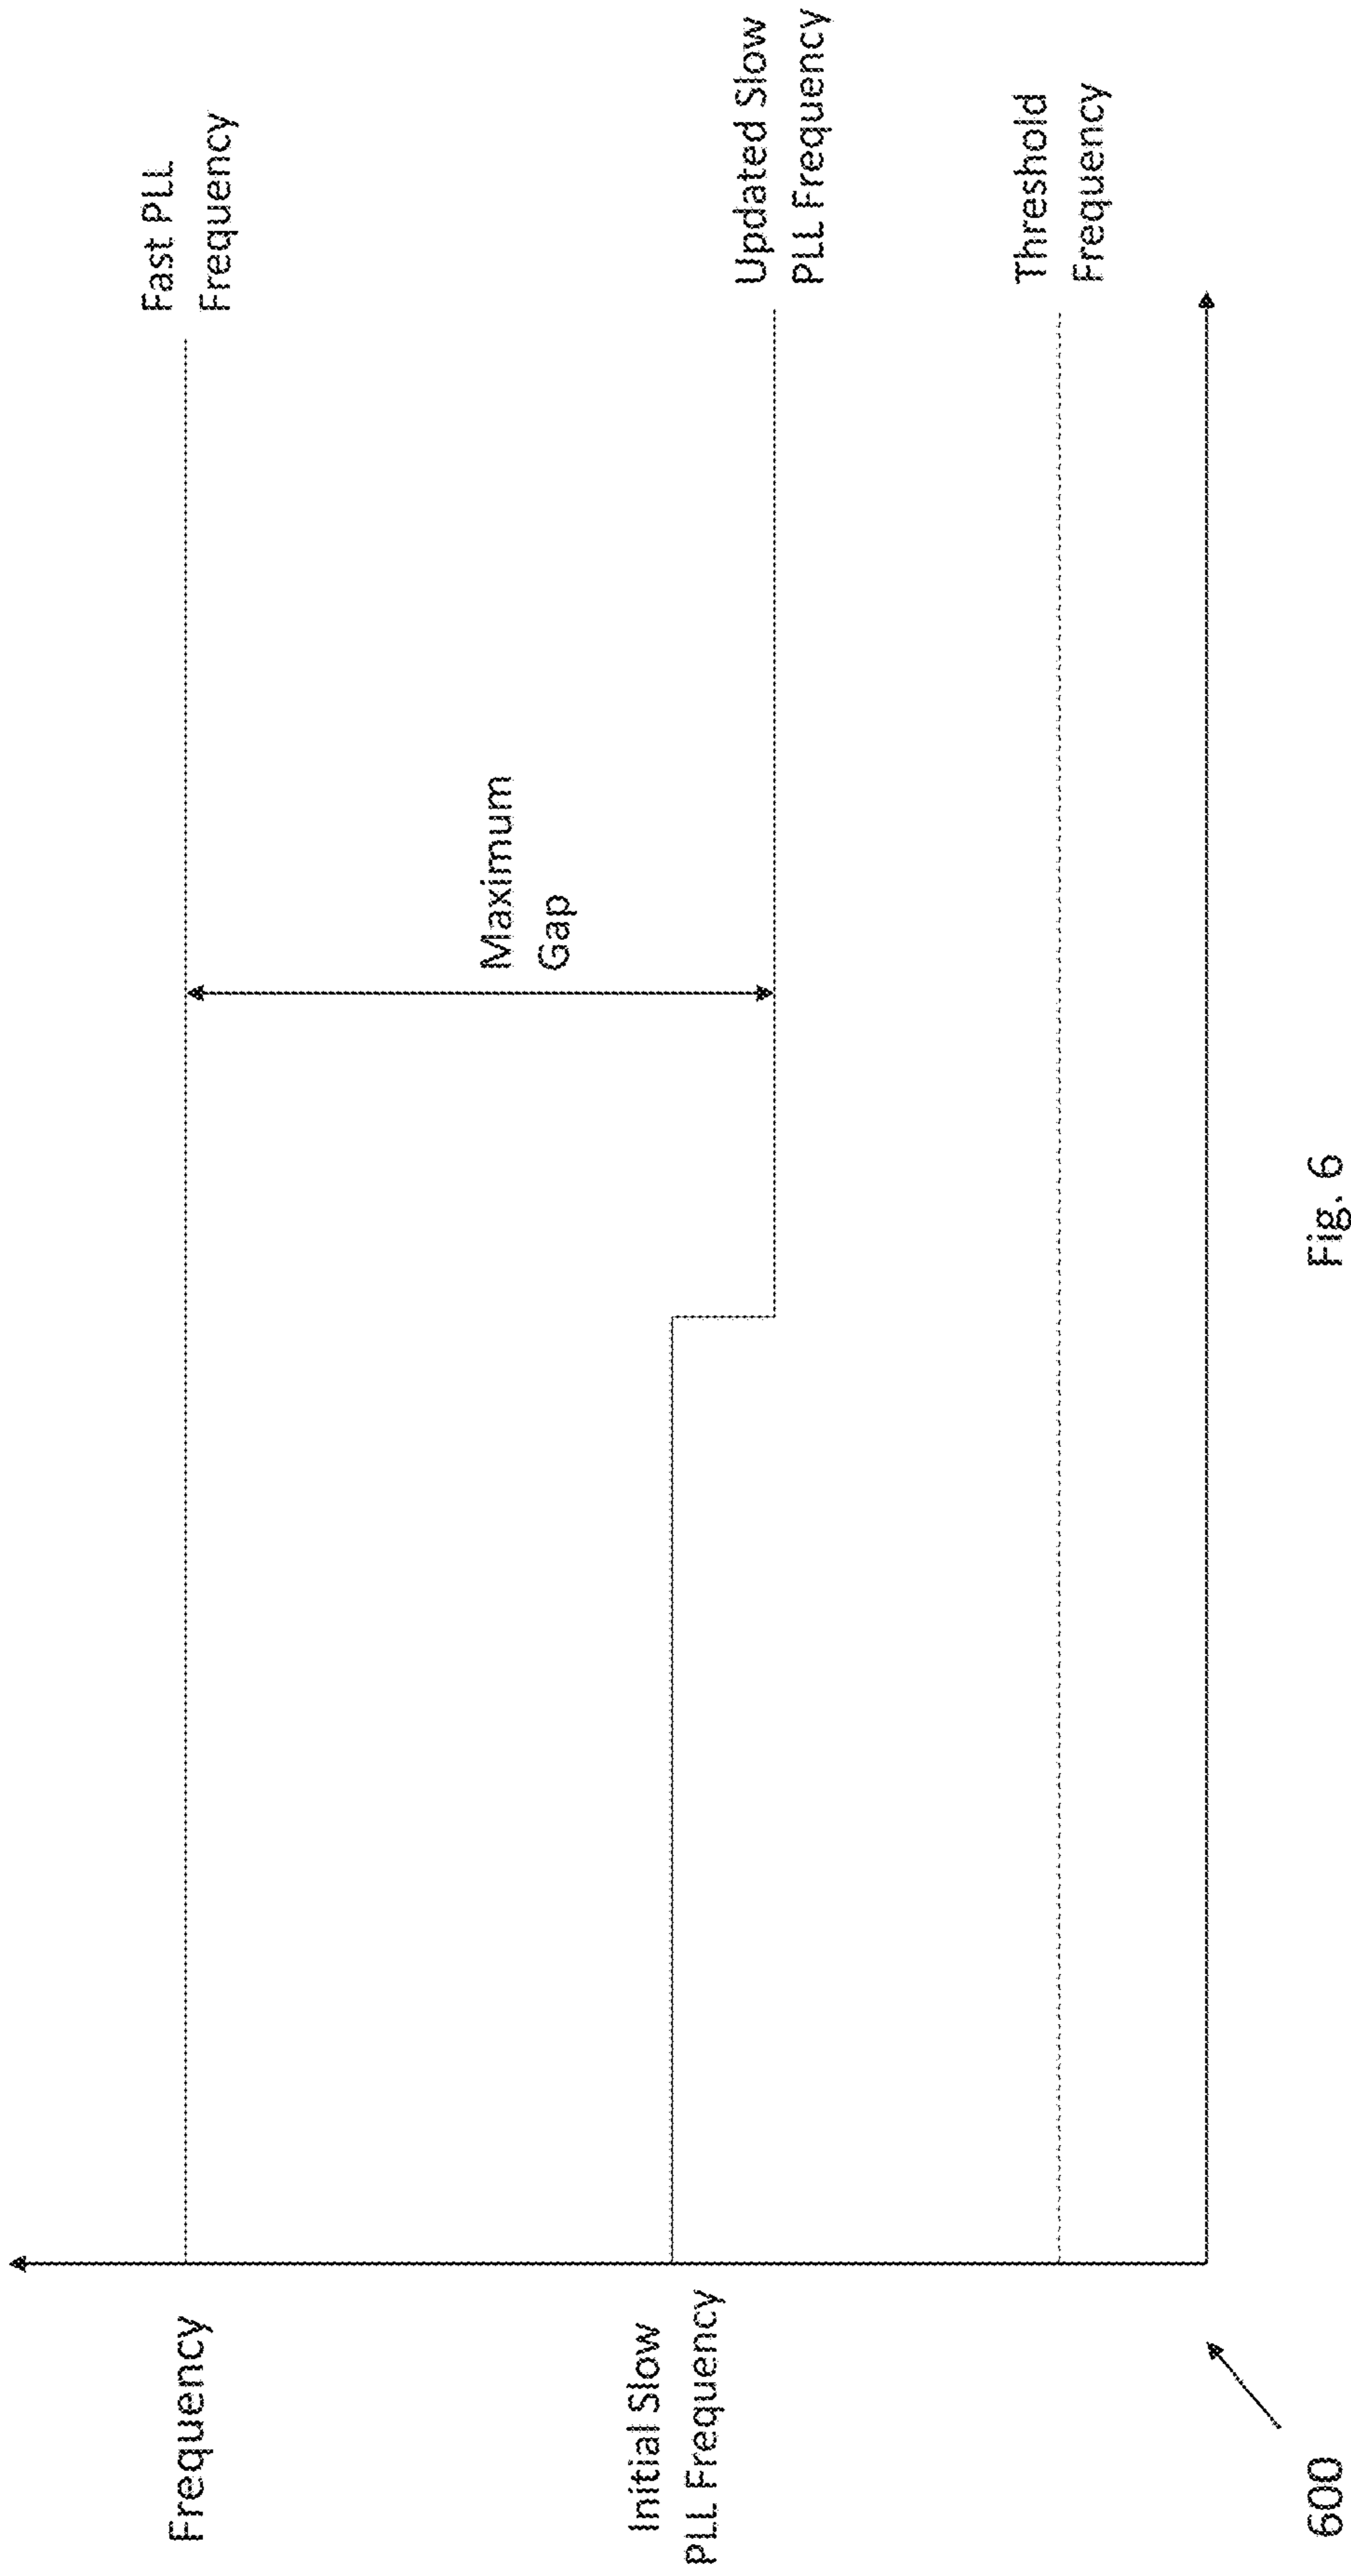 Frequency
Fast PLL
Frequency
Maximum
Gap
Initial Slow
PLL Frequency
Updated Slow
PLL Frequency
Threshold
Frequency
600
Fig. 6